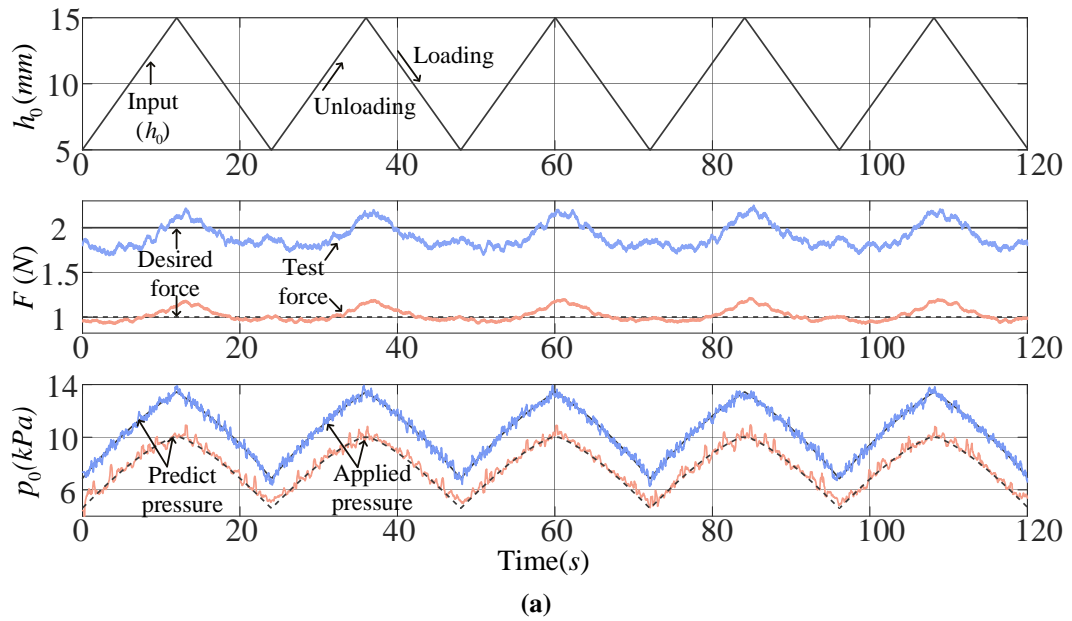 15
10
5
h₀(mm)
Input
(h₀)
Unloading
Loading
0 20 40 60 80 100 120
2
1.5
1
F (N)
Desired
force
Test
force
0 20 40 60 80 100 120
14
10
6
p₀(kPa)
Predict
pressure
Applied
pressure
0 20 40 60 80 100 120
Time(s)
(a)